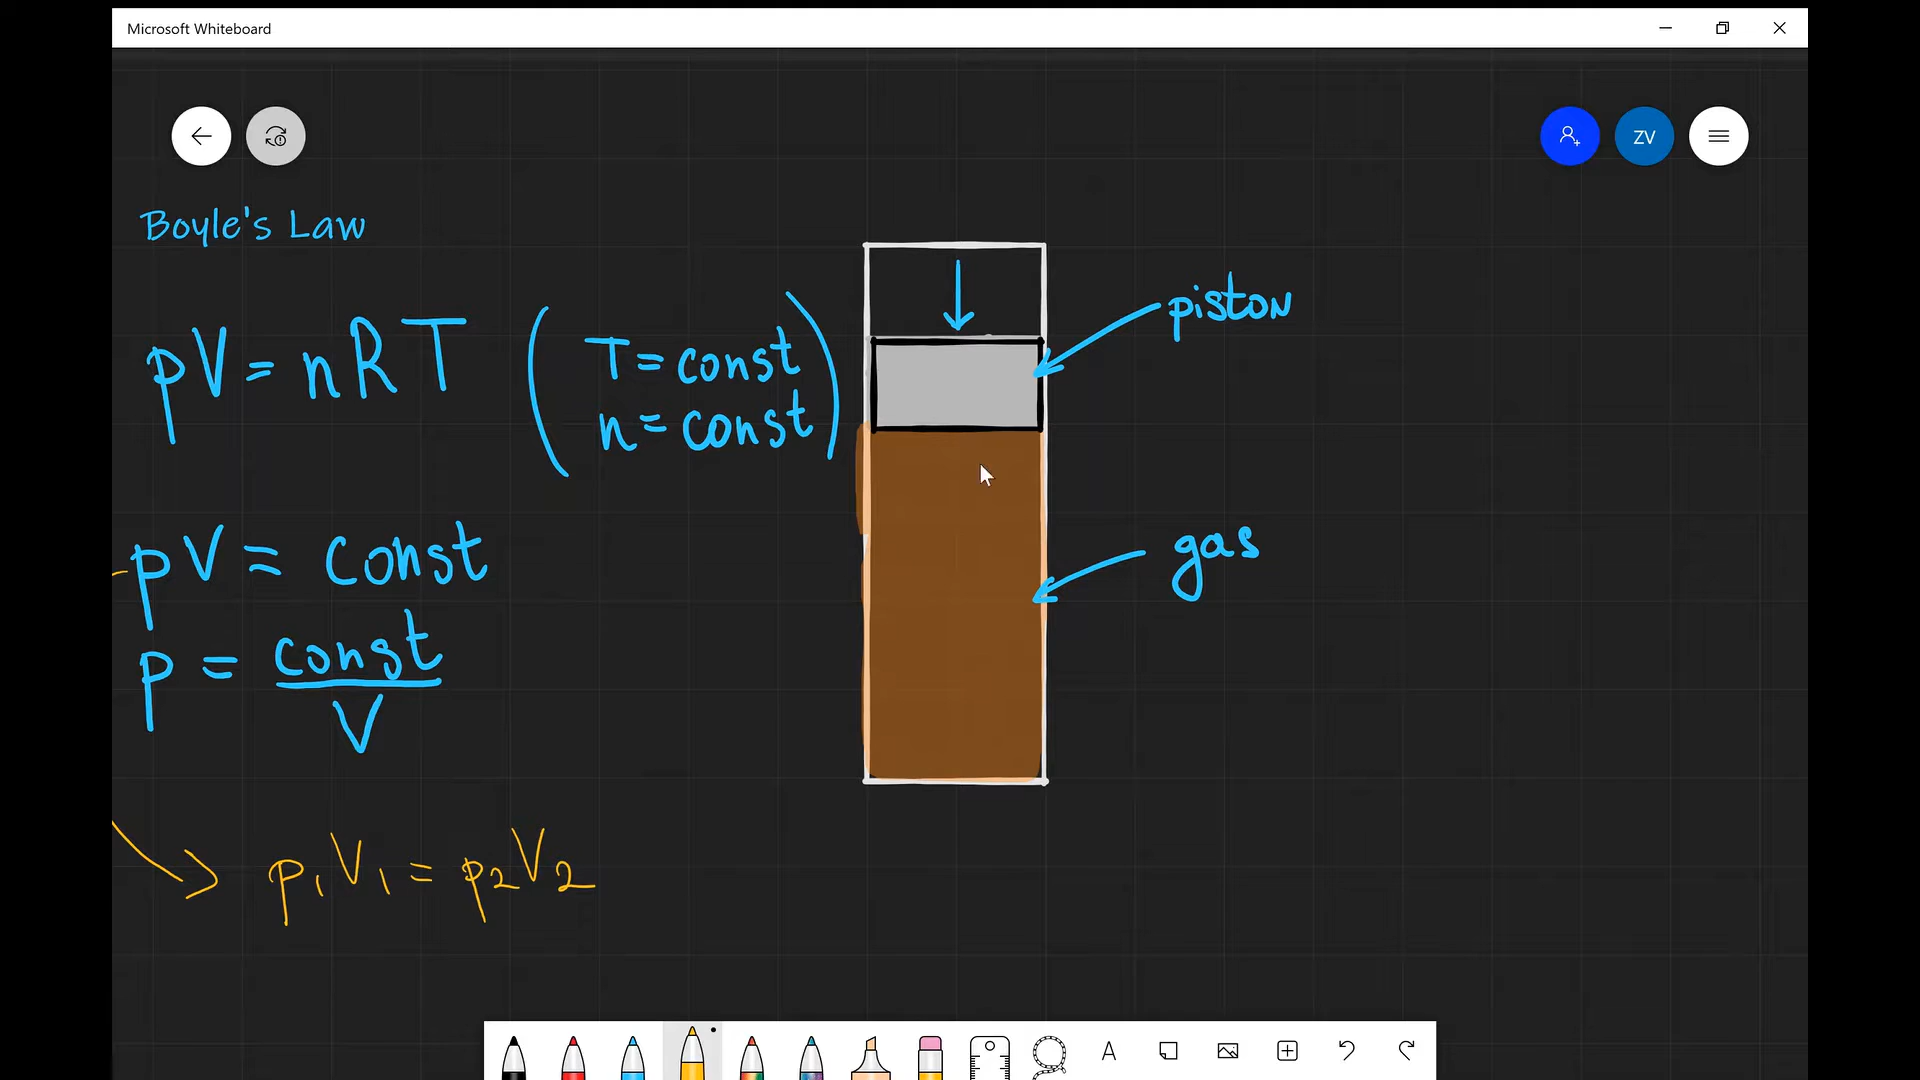 Microsoft Whiteboard
ZV
Boyle's Law
pV = nRT (T = const
n = const)
piston
pV = const
gas
p = const
V
p₁V₁ = p₂V₂
A